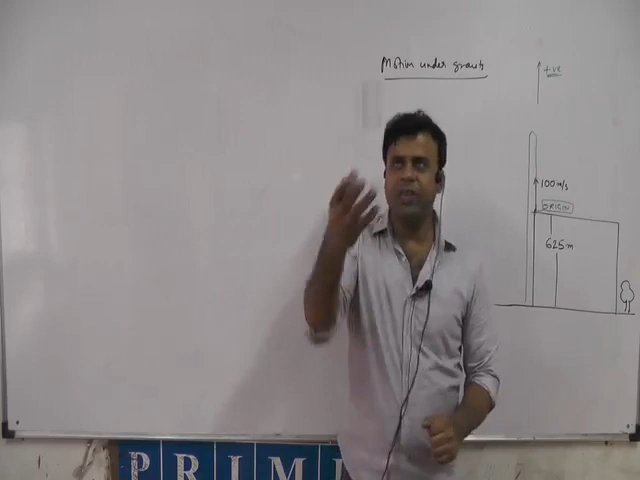 Motion under gravity
+ve
100 m/s
ORIGIN
625 m
PRIM